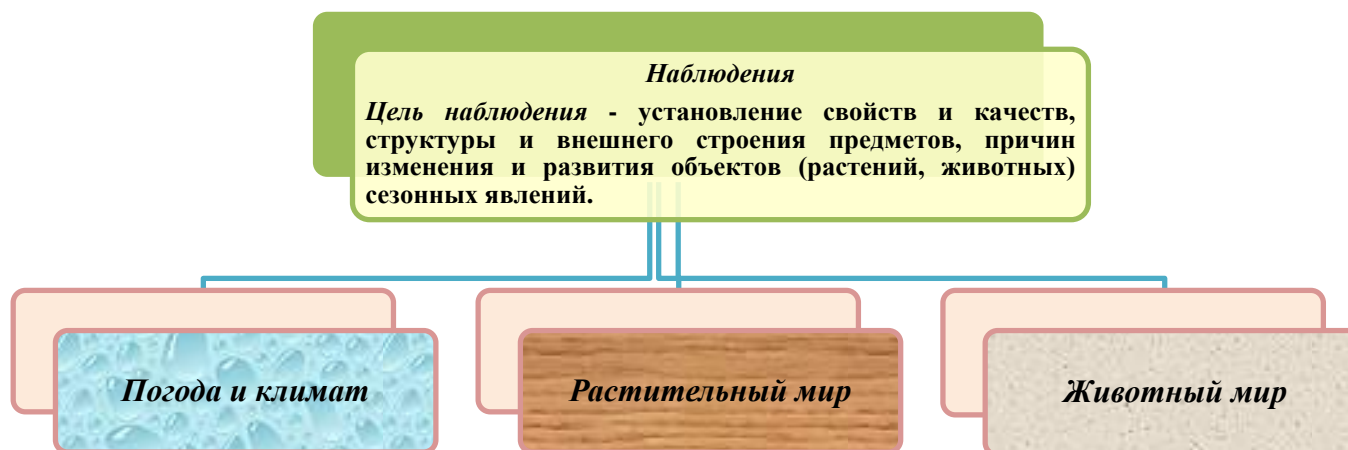 Наблюдения
Цель наблюдения - установление свойств и качеств,
структуры и внешнего строения предметов, причин
изменения и развития объектов (растений, животных)
сезонных явлений.
Погода и климат
Растительный мир
Животный мир